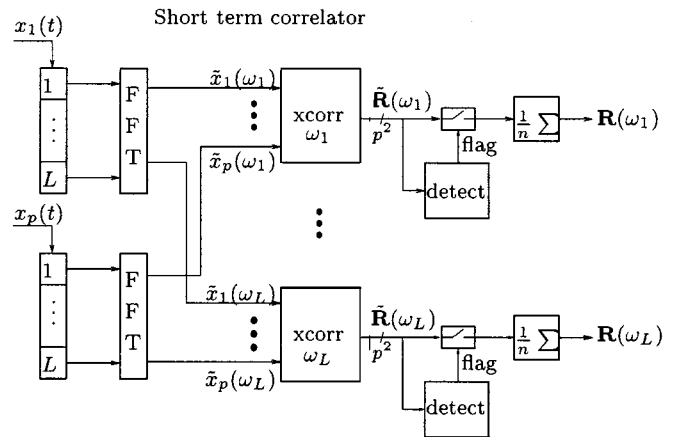 Short term correlator
x₁(t)
1
⋮
L
F
F
T
x̃₁(ω₁)
⋮
x̃ₚ(ω₁)
xcorr
ω₁
R̃(ω₁)
p²
flag
detect
1/n ∑
R(ω₁)
⋮
xₚ(t)
1
⋮
L
F
F
T
x̃₁(ω_L)
⋮
x̃ₚ(ω_L)
xcorr
ω_L
R̃(ω_L)
p²
flag
detect
1/n ∑
R(ω_L)